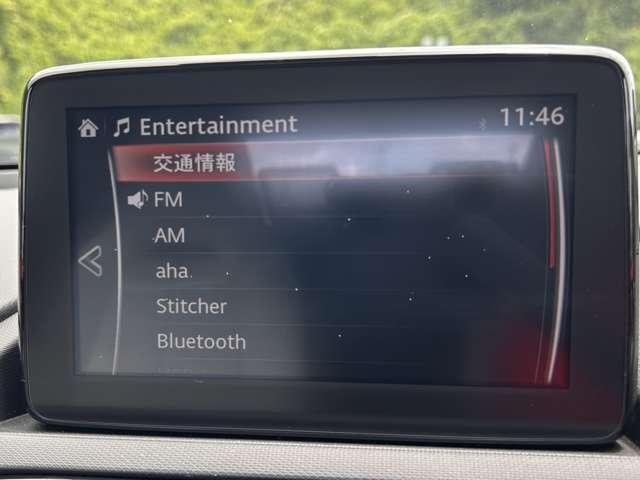 Entertainment 11:46
交通情報
FM
AM
aha
Stitcher
Bluetooth